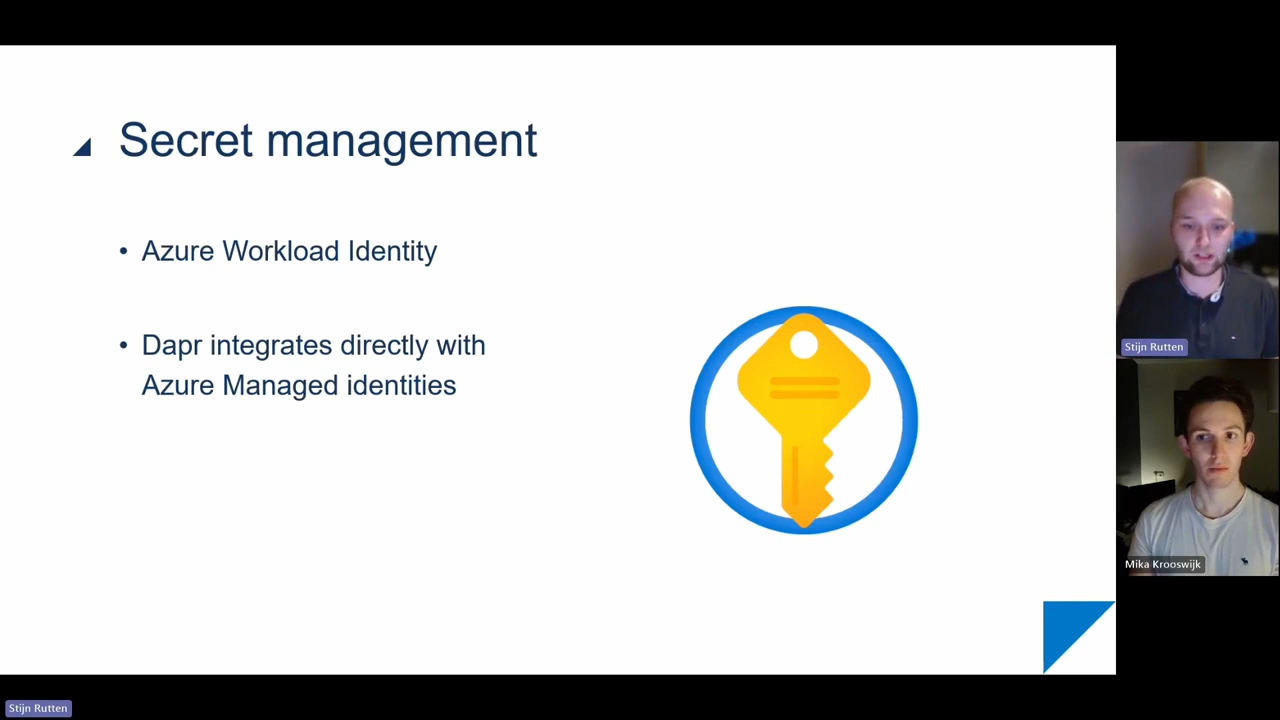 Secret management
• Azure Workload Identity
• Dapr integrates directly with
Azure Managed identities
Stijn Rutten
Mika Krooswijk
Stijn Rutten